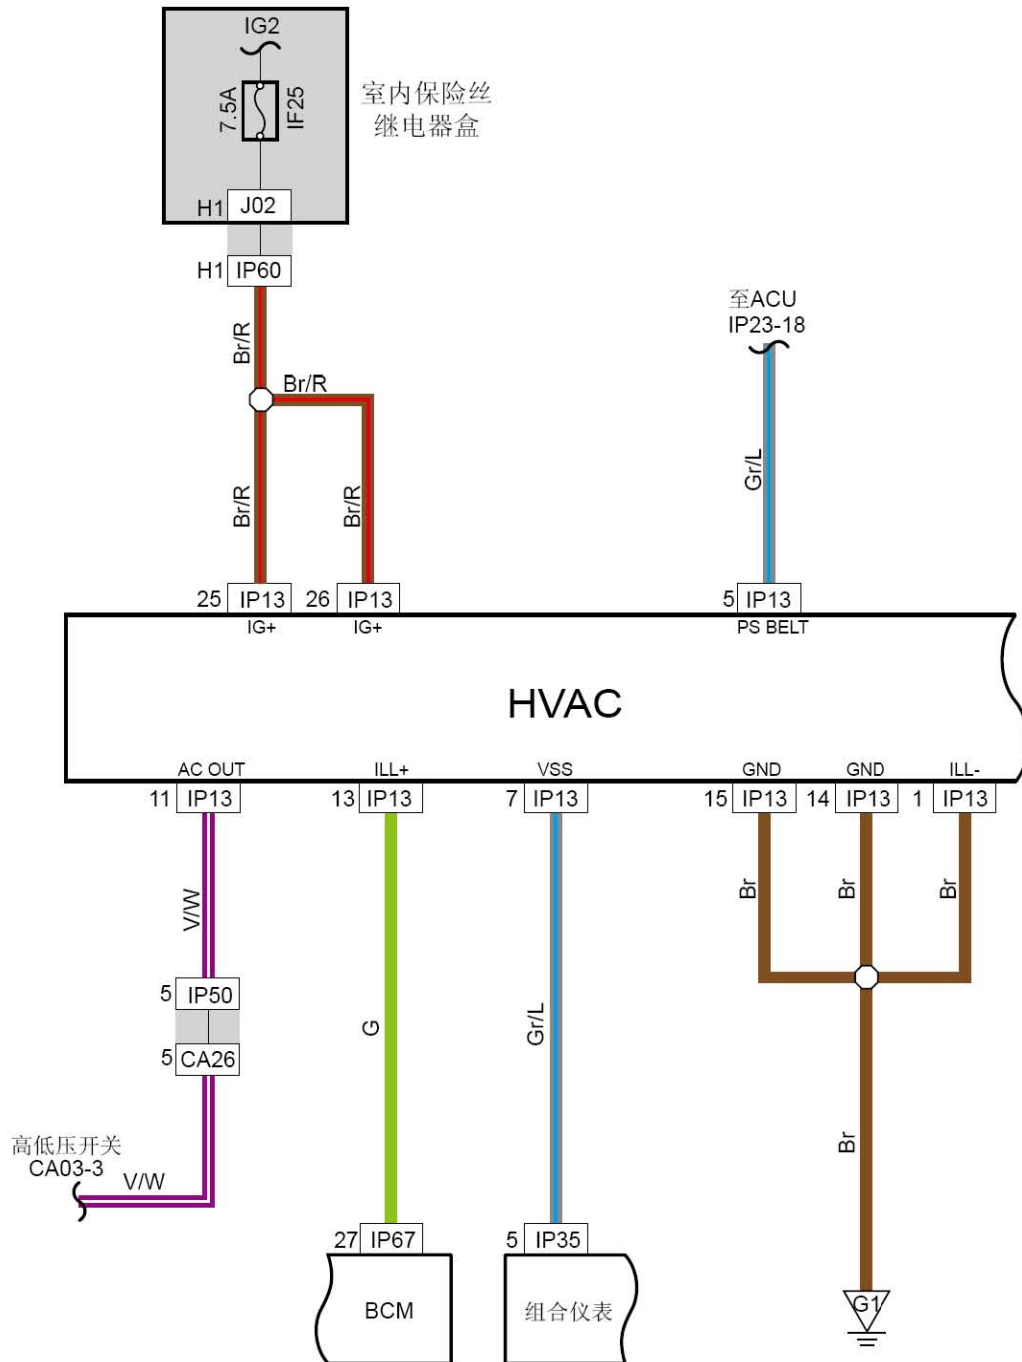 IG2
7.5A
IF25
室内保险丝
继电器盒
H1 J02
H1 IP60
至ACU
IP23-18
Br/R
Br/R
Gr/L
Br/R
Br/R
25 IP13
26 IP13
5 IP13
IG+
IG+
PS BELT
HVAC
AC OUT
ILL+
VSS
GND
GND
ILL-
11 IP13
13 IP13
7 IP13
15 IP13
14 IP13
1 IP13
V/W
Br
Br
Br
5 IP50
G
Gr/L
5 CA26
高低压开关
CA03-3
V/W
Br
27 IP67
5 IP35
BCM
组合仪表
G1